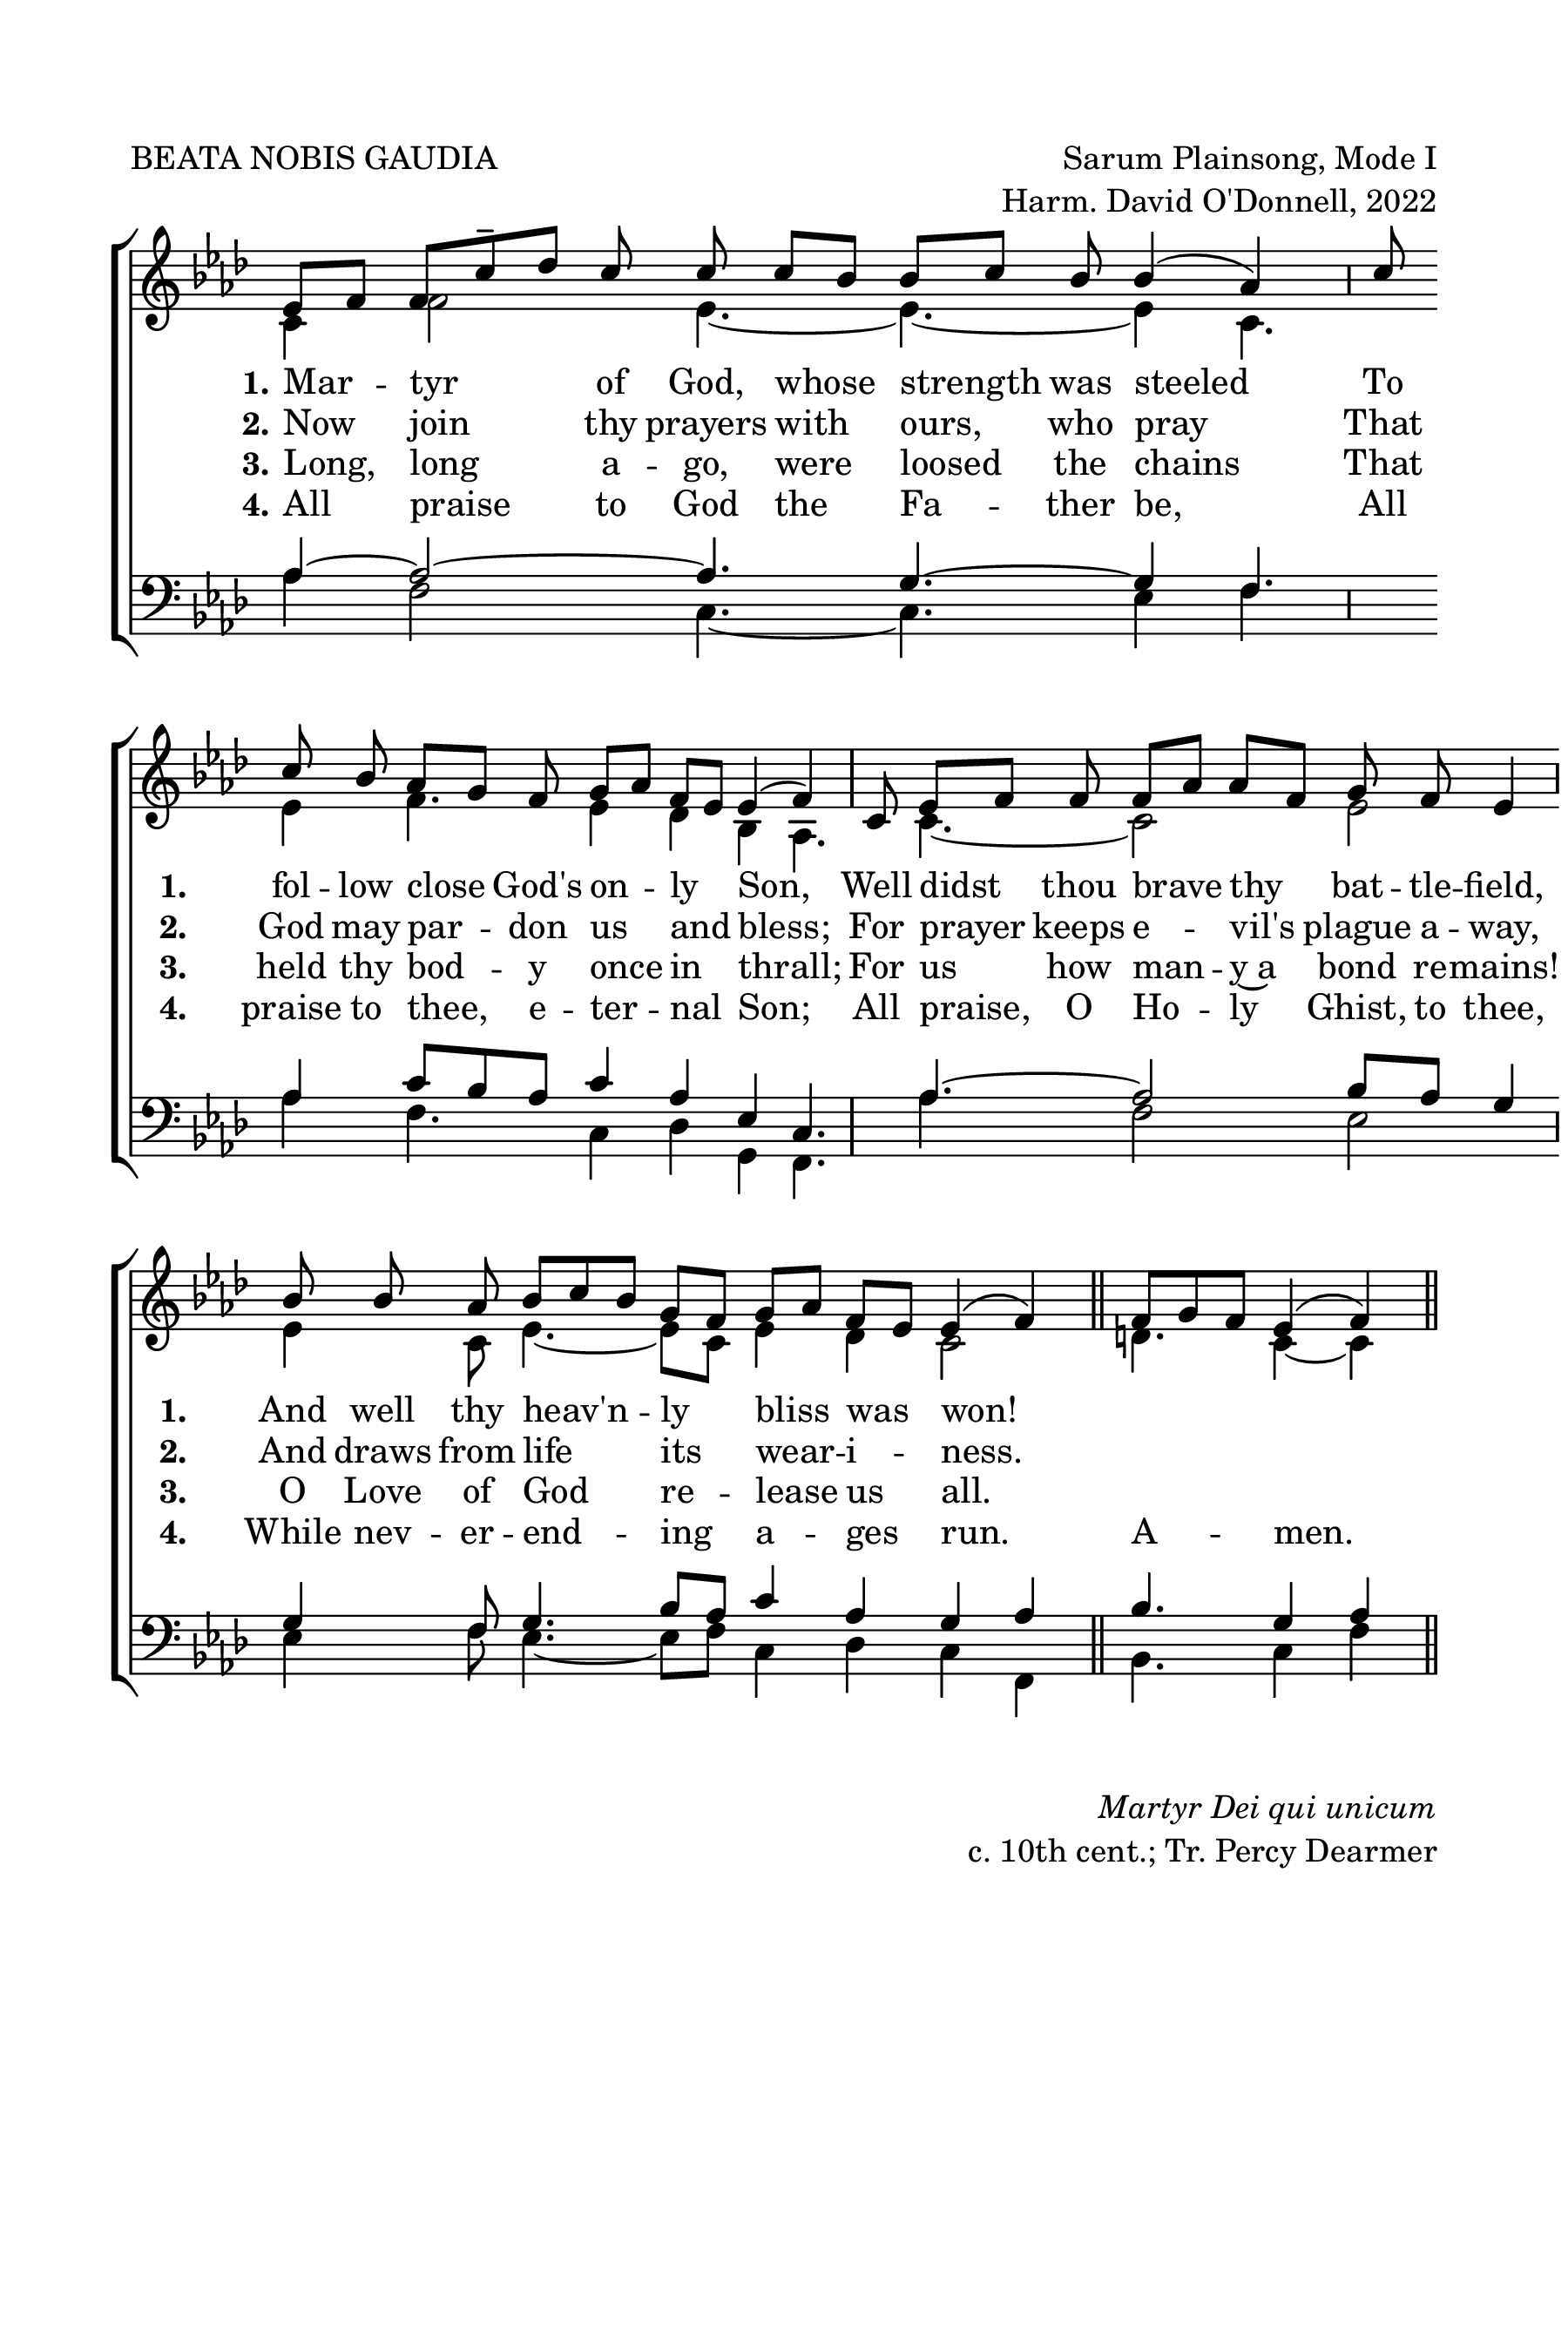 BEATA NOBIS GAUDIA
Sarum Plainsong, Mode I
Harm. David O'Donnell, 2022
1. Mar -- tyr of God, whose strength was steeled To
2. Now join thy prayers with ours, who pray That
3. Long, long a -- go, were loosed the chains That
4. All praise to God the Fa -- ther be, All
1. fol -- low close God's on -- ly Son, Well didst thou brave thy bat -- tle -- field,
2. God may par -- don us and bless; For prayer keeps e -- vil's plague a -- way,
3. held thy bod -- y once in thrall; For us how man -- y a bond remains!
4. praise to thee, e -- ter -- nal Son; All praise, O Ho -- ly Ghist, to thee,
1. And well thy heav'n -- ly bliss was won!
2. And draws from life its wear -- i -- ness.
3. O Love of God re -- lease us all.
4. While nev -- er -- end -- ing a -- ges run. A -- men.
Martyr Dei qui unicum
c. 10th cent.; Tr. Percy Dearmer